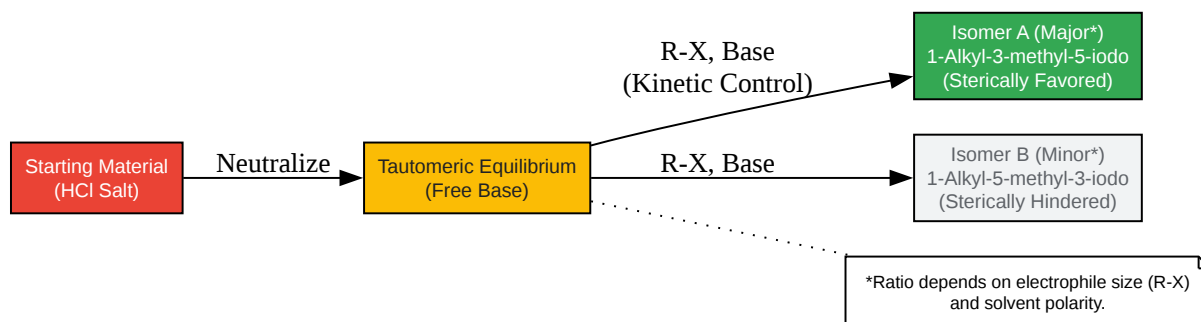 Starting Material
(HCl Salt)
Neutralize
Tautomeric Equilibrium
(Free Base)
R-X, Base
(Kinetic Control)
R-X, Base
Isomer A (Major*)
1-Alkyl-3-methyl-5-iodo
(Sterically Favored)
Isomer B (Minor*)
1-Alkyl-5-methyl-3-iodo
(Sterically Hindered)
*Ratio depends on electrophile size (R-X)
and solvent polarity.